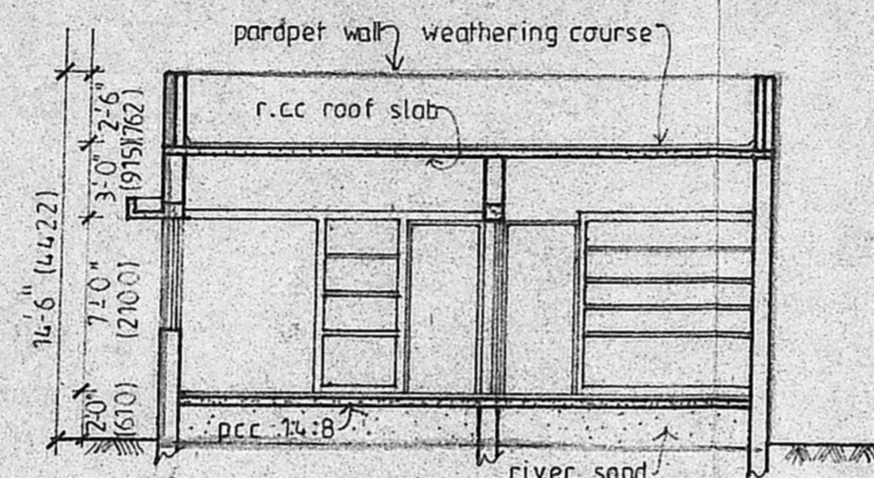 pardpet wall weathering course
r.cc roof slab
2'-6"
(762)
3'-0"
(915)
14'-6" (4422)
7'-0"
(2100)
2'-0"
(610)
pcc 1:4:8
river sand